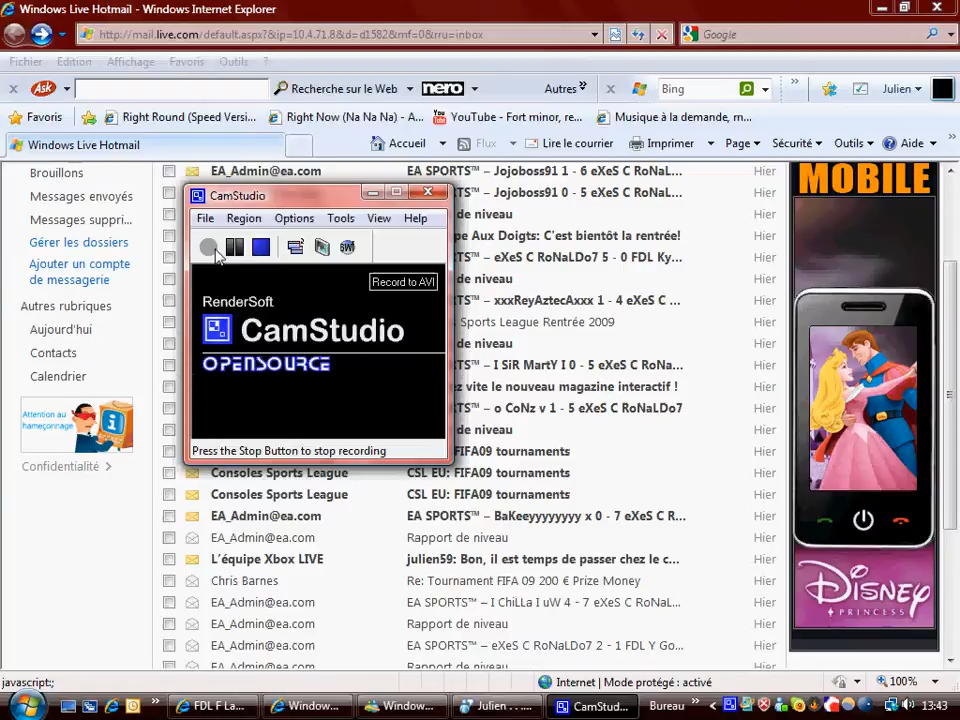 Windows Live Hotmail - Windows Internet Explorer
http://mail.live.com/default.aspx?&ip=10.4.71.8&d=d1582&mf=0&rru=inbox
Google
Fichier Edition Affichage Favoris Outils ?
Ask
Recherche sur le Web
nero
Autres
Bing
Julien
Favoris
Right Round (Speed Version...
Right Now (Na Na Na) - A...
YouTube - Fort minor, re...
Musique à la demande, rn...
Windows Live Hotmail
Accueil
Flux
Lire le courrier
Imprimer
Page
Sécurité
Outils
Aide
Brouillons
Messages envoyés
Messages suppri...
Gérer les dossiers
Ajouter un compte
de messagerie
Autres rubriques
Aujourd'hui
Contacts
Calendrier
Attention au
hameçonnage
Confidentialité
EA_Admin@ea.com EA SPORTS™ – Jojoboss91 1 - 6 eXeS C RoNaL... Hier
EA SPORTS™ – Jojoboss91 0 - 5 eXeS C RoNaL... Hier
de niveau Hier
pe Aux Doigts: C'est bientôt la rentrée! Hier
eXeS C RoNaLDo7 5 - 0 FDL Ky... Hier
de niveau Hier
xxxReyAztecAxxx 1 - 4 eXeS C ... Hier
Sports League Rentrée 2009 Hier
de niveau Hier
I SiR MartY I 0 - 5 eXeS C RoNaL... Hier
ez vite le nouveau magazine interactif ! Hier
o CoNz v 1 - 5 eXeS C RoNaLDo7 Hier
de niveau Hier
FIFA09 tournaments Hier
Consoles Sports League CSL EU: FIFA09 tournaments Hier
Consoles Sports League CSL EU: FIFA09 tournaments Hier
EA_Admin@ea.com EA SPORTS™ – BaKeeyyyyyyyy x 0 - 7 eXeS C R... Hier
EA_Admin@ea.com Rapport de niveau Hier
L'équipe Xbox LIVE julien59: Bon, il est temps de passer chez le c... Hier
Chris Barnes Re: Tournament FIFA 09 200 € Prize Money Hier
EA_Admin@ea.com EA SPORTS™ – I ChiLLa I uW 4 - 7 eXeS C RoNaL... Hier
EA_Admin@ea.com Rapport de niveau Hier
EA_Admin@ea.com EA SPORTS™ – eXeS C RoNaLDo7 2 - 1 FDL Y Go... Hier
EA_Admin@ea.com Rapport de niveau Hier
CamStudio
File Region Options Tools View Help
SWF
Record to AVI
RenderSoft
CamStudio
OPENSOURCE
Press the Stop Button to stop recording
MOBILE
DISNEY
PRINCESS
javascript:;
Internet | Mode protégé : activé
100%
FDL F La...
Window...
Window...
Julien . ...
CamStud...
Bureau
13:43